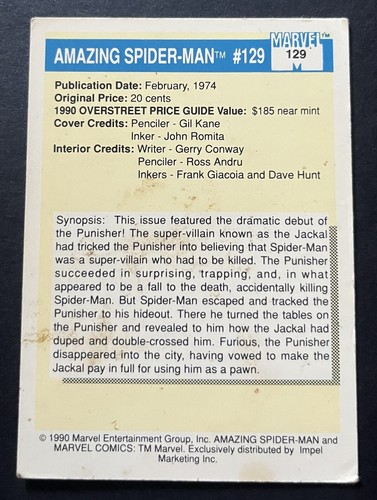 AMAZING SPIDER-MAN™ #129
MARVEL™
129
M
Publication Date: February, 1974
Original Price: 20 cents
1990 OVERSTREET PRICE GUIDE Value: $185 near mint
Cover Credits: Penciler - Gil Kane
Inker - John Romita
Interior Credits: Writer - Gerry Conway
Penciler - Ross Andru
Inkers - Frank Giacoia and Dave Hunt
Synopsis: This issue featured the dramatic debut of
the Punisher! The super-villain known as the Jackal
had tricked the Punisher into believing that Spider-Man
was a super-villain who had to be killed. The Punisher
succeeded in surprising, trapping, and, in what
appeared to be a fall to the death, accidentally killing
Spider-Man. But Spider-Man escaped and tracked the
Punisher to his hideout. There he turned the tables on
the Punisher and revealed to him how the Jackal had
duped and double-crossed him. Furious, the Punisher
disappeared into the city, having vowed to make the
Jackal pay in full for using him as a pawn.
© 1990 Marvel Entertainment Group, Inc. AMAZING SPIDER-MAN and
MARVEL COMICS: TM Marvel. Exclusively distributed by Impel
Marketing Inc.